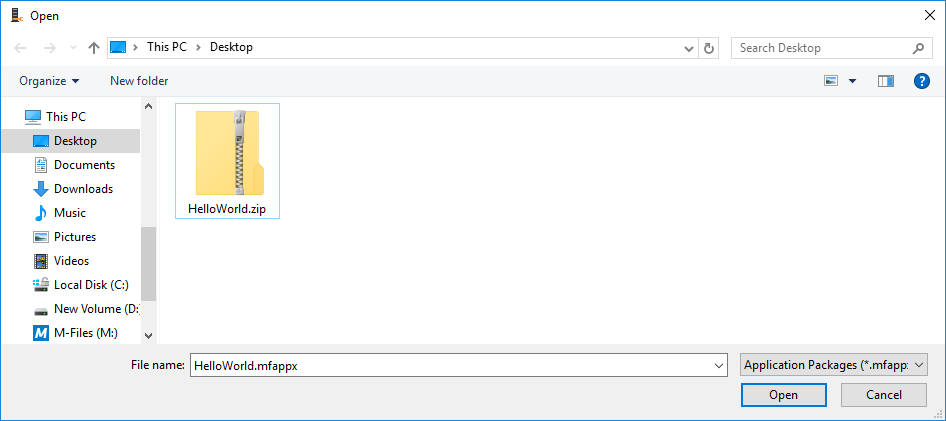 Open
This PC
Desktop
Search Desktop
Organize
New folder
?
This PC
Desktop
Documents
Downloads
Music
Pictures
Videos
Local Disk (C:)
New Volume (D:
M-Files (M:)
HelloWorld.zip
File name:
HelloWorld.mfappx
Application Packages (*.mfappx
Open
Cancel